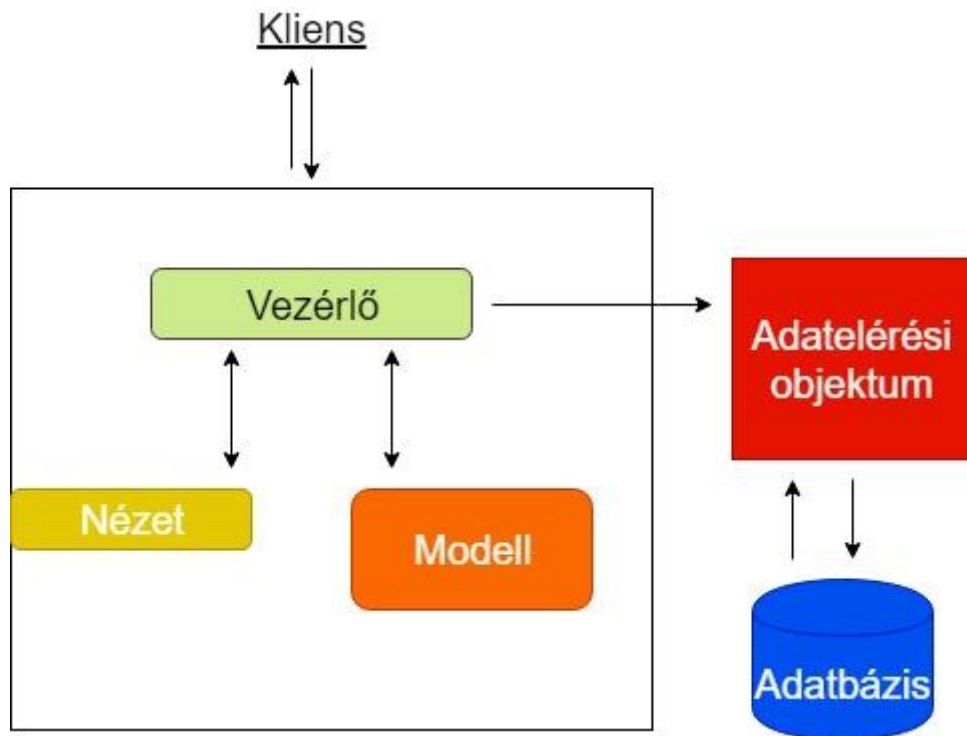 Kliens
Vezérlő
Adatelérési
objektum
Nézet
Modell
Adatbázis